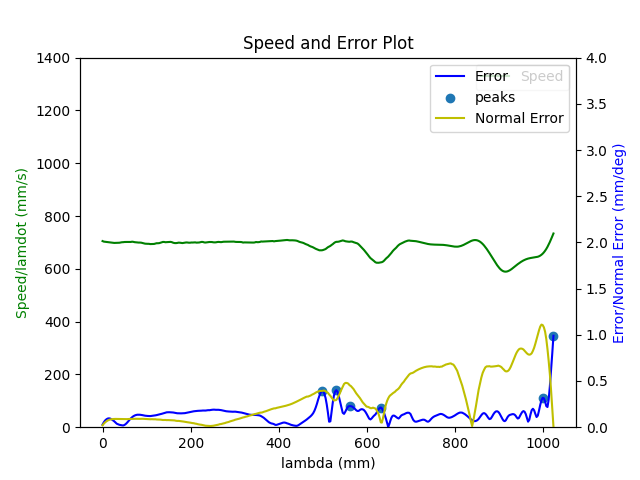 Speed and Error Plot
1400
1200
1000
800
600
400
200
0
Speed/lamdot (mm/s)
4.0
3.5
3.0
2.5
2.0
1.5
1.0
0.5
0.0
Error/Normal Error (mm/deg)
Error
Speed
peaks
Normal Error
0 200 400 600 800 1000
lambda (mm)